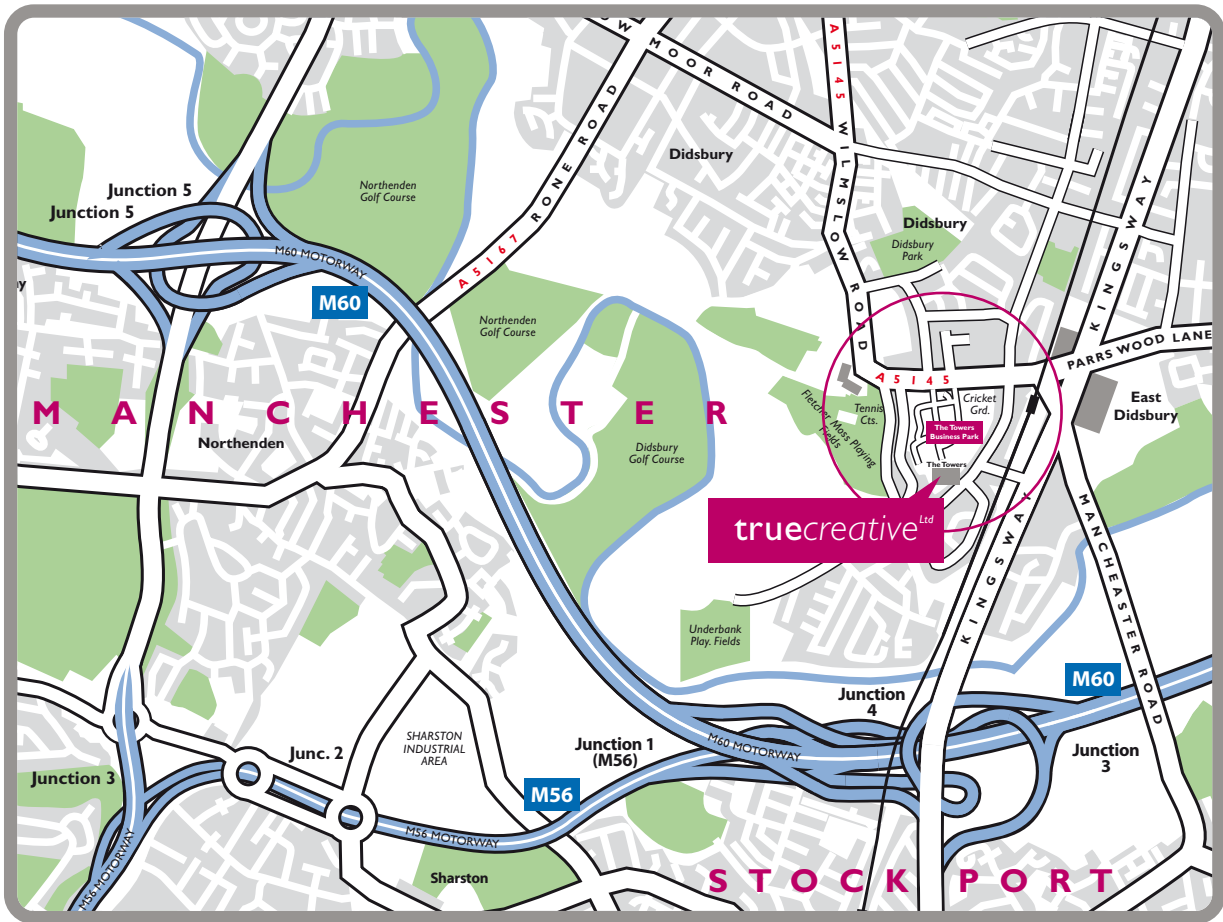 MOOR ROAD
A5145
WILMSLOW ROAD
A5167
RONE ROAD
Didsbury
Northenden
Golf Course
Junction 5
Junction 5
Didsbury
Didsbury
Park
KINGSWAY
M60 MOTORWAY
M60
Northenden
Golf Course
PARRS WOOD LANE
A5145
MANCHESTER
Northenden
Didsbury
Golf Course
Fletcher Moss Playing
Fields
Tennis
Cts.
Cricket
Grd.
East
Didsbury
The Towers
Business Park
The Towers
truecreative Ltd
KINGSWAY
MANCHEASTER ROAD
Underbank
Play. Fields
M60
Junction
4
SHARSTON
INDUSTRIAL
AREA
Junction 1
(M56)
M60 MOTORWAY
Junction
3
Junc. 2
Junction 3
M56
M56 MOTORWAY
M56 MOTORWAY
Sharston
STOCKPORT